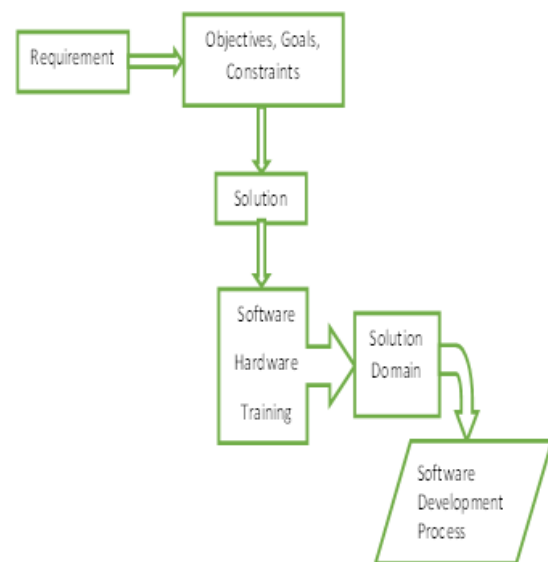 Requirement
Objectives, Goals,
Constraints
Solution
Software
Hardware
Training
Solution
Domain
Software
Development
Process